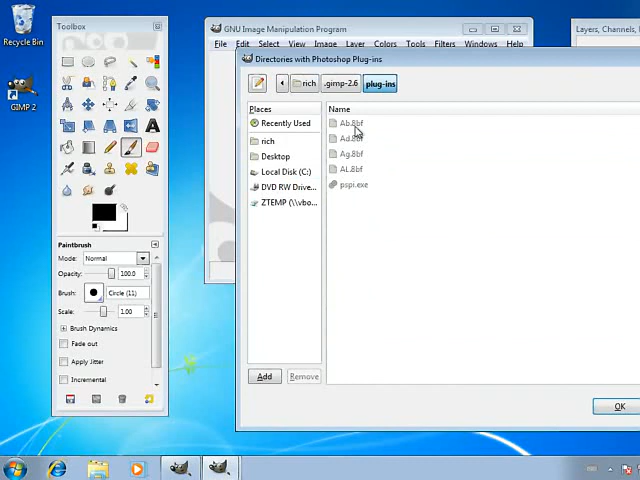 Recycle Bin
GIMP 2
Toolbox
Paintbrush
Mode: Normal
Opacity: 100.0
Brush: Circle (11)
Scale: 1.00
Brush Dynamics
Fade out
Apply Jitter
Incremental
GNU Image Manipulation Program
File Edit Select View Image Layer Colors Tools Filters Windows Help
Layers, Channels,
Directories with Photoshop Plug-ins
rich .gimp-2.6 plug-ins
Places
Recently Used
rich
Desktop
Local Disk (C:)
DVD RW Drive...
ZTEMP (\\vbo...
Add Remove
Name
Ab.8bf
Ad.8bf
Ag.8bf
AL.8bf
pspi.exe
OK